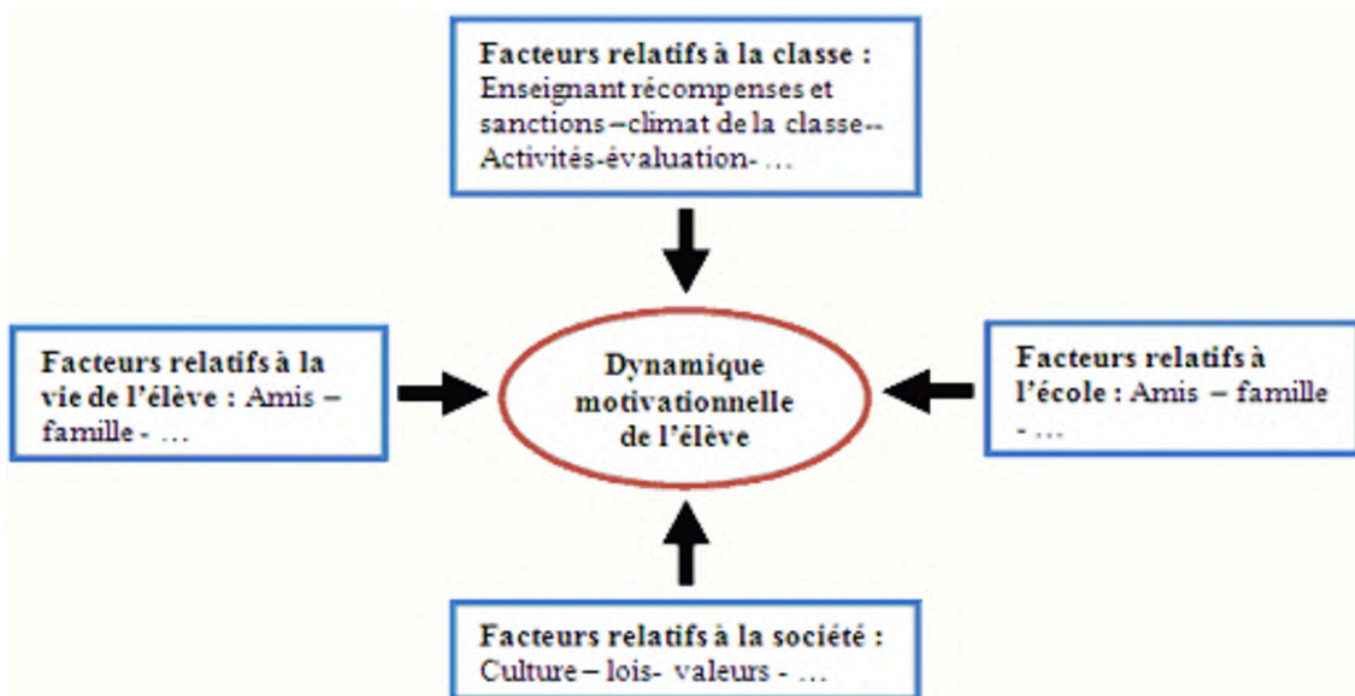 Facteurs relatifs à la classe :
Enseignant récompenses et
sanctions –climat de la classe--
Activités-évaluation- …
Facteurs relatifs à la
vie de l’élève : Amis –
famille - …
Dynamique
motivationnelle
de l’élève
Facteurs relatifs à
l’école : Amis – famille
- …
Facteurs relatifs à la société :
Culture – lois- valeurs - …